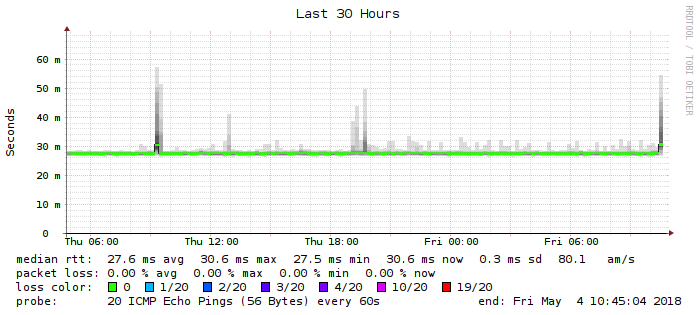 Last 30 Hours
RRDTOOL / TOBI OETIKER
Seconds
60 m
50 m
40 m
30 m
20 m
10 m
0
Thu 06:00 Thu 12:00 Thu 18:00 Fri 00:00 Fri 06:00
median rtt: 27.6 ms avg 30.6 ms max 27.5 ms min 30.6 ms now 0.3 ms sd 80.1 am/s
packet loss: 0.00 % avg 0.00 % max 0.00 % min 0.00 % now
loss color: 0 1/20 2/20 3/20 4/20 10/20 19/20
probe: 20 ICMP Echo Pings (56 Bytes) every 60s end: Fri May 4 10:45:04 2018